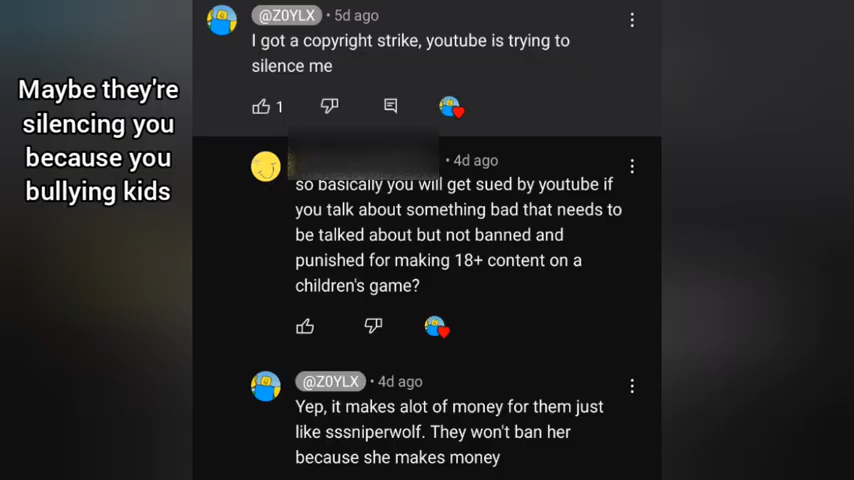 @Z0YLX • 5d ago
I got a copyright strike, youtube is trying to
silence me
1
Maybe they're
silencing you
because you
bullying kids
• 4d ago
so basically you will get sued by youtube if
you talk about something bad that needs to
be talked about but not banned and
punished for making 18+ content on a
children's game?
@Z0YLX • 4d ago
Yep, it makes alot of money for them just
like sssniperwolf. They won't ban her
because she makes money